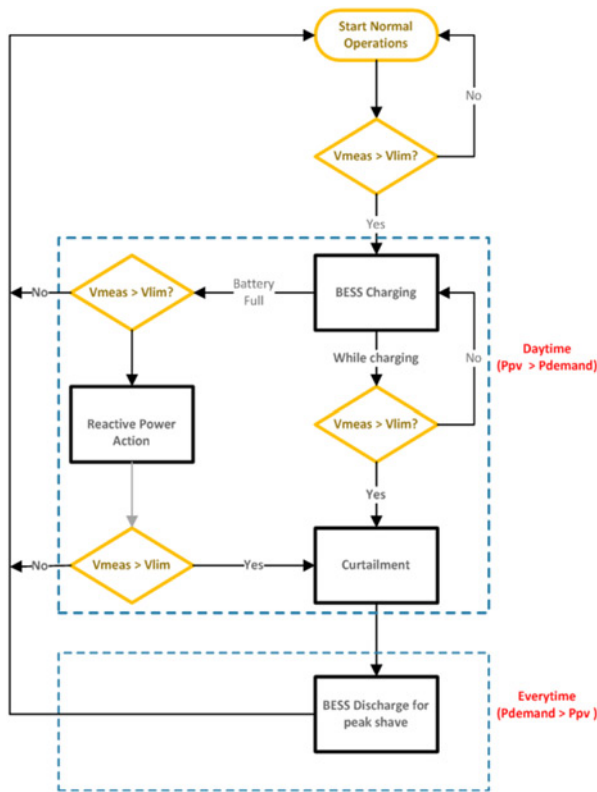 Start Normal
Operations
No
Vmeas > Vlim?
Yes
No
Vmeas > Vlim?
Battery
Full
BESS Charging
While charging
No
Daytime
(Ppv > Pdemand)
Reactive Power
Action
Vmeas > Vlim?
Yes
No
Vmeas > Vlim
Yes
Curtailment
BESS Discharge for
peak shave
Everytime
(Pdemand > Ppv )